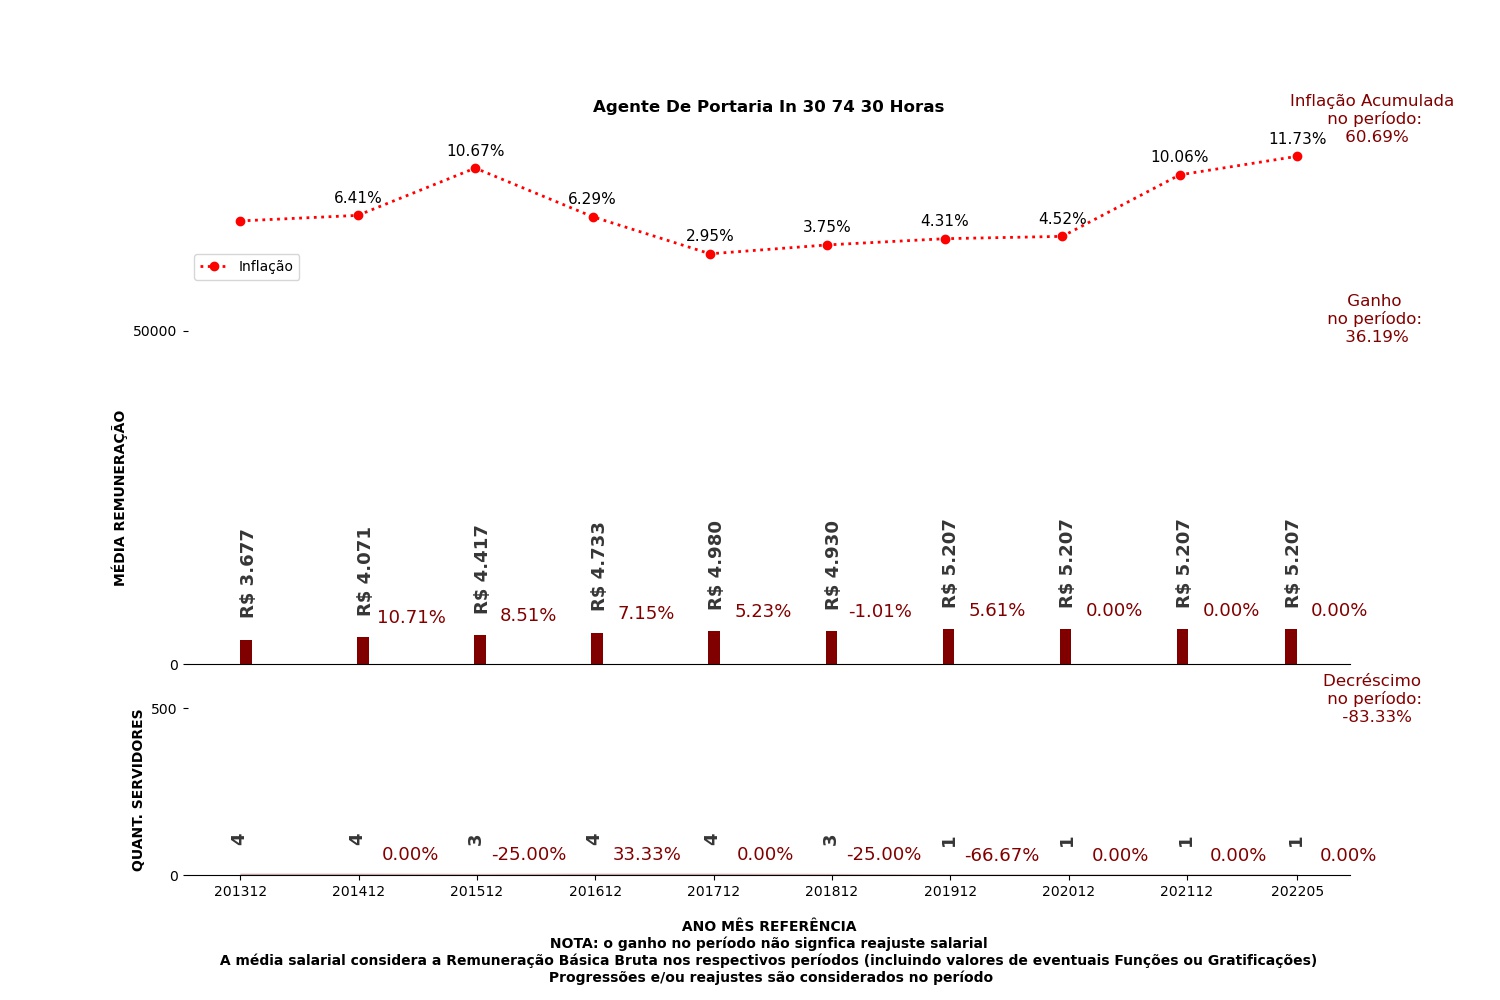 Agente De Portaria In 30 74 30 Horas
Inflação Acumulada
no período:
60.69%
6.41%
10.67%
6.29%
2.95%
3.75%
4.31%
4.52%
10.06%
11.73%
Inflação
Ganho
no período:
36.19%
50000
0
MÉDIA REMUNERAÇÃO
R$ 3.677
R$ 4.071
R$ 4.417
R$ 4.733
R$ 4.980
R$ 4.930
R$ 5.207
R$ 5.207
R$ 5.207
R$ 5.207
10.71%
8.51%
7.15%
5.23%
-1.01%
5.61%
0.00%
0.00%
0.00%
Decréscimo
no período:
-83.33%
500
0
QUANT. SERVIDORES
4
4
3
4
4
3
1
1
1
1
0.00%
-25.00%
33.33%
0.00%
-25.00%
-66.67%
0.00%
0.00%
0.00%
201312
201412
201512
201612
201712
201812
201912
202012
202112
202205
ANO MÊS REFERÊNCIA
NOTA: o ganho no período não signfica reajuste salarial
A média salarial considera a Remuneração Básica Bruta nos respectivos períodos (incluindo valores de eventuais Funções ou Gratificações)
Progressões e/ou reajustes são considerados no período